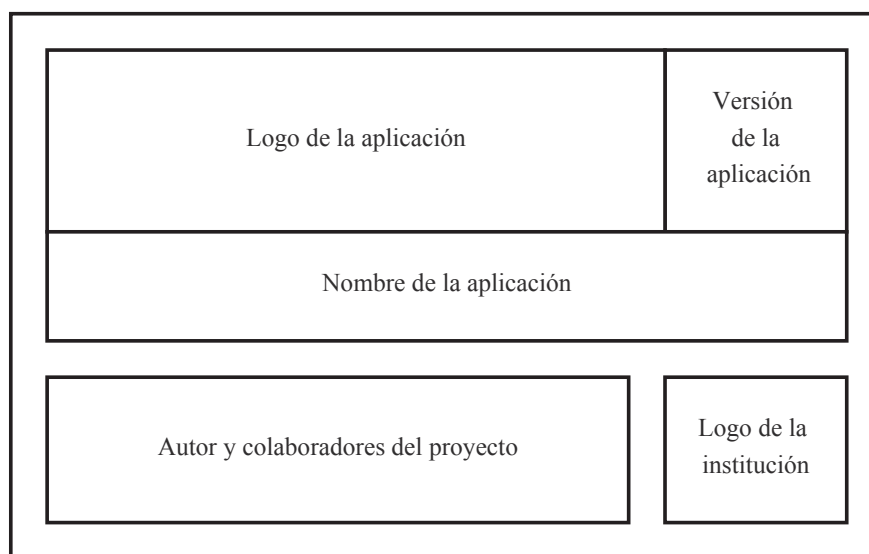 Logo de la aplicación
Versión
de la
aplicación
Nombre de la aplicación
Autor y colaboradores del proyecto
Logo de la
institución